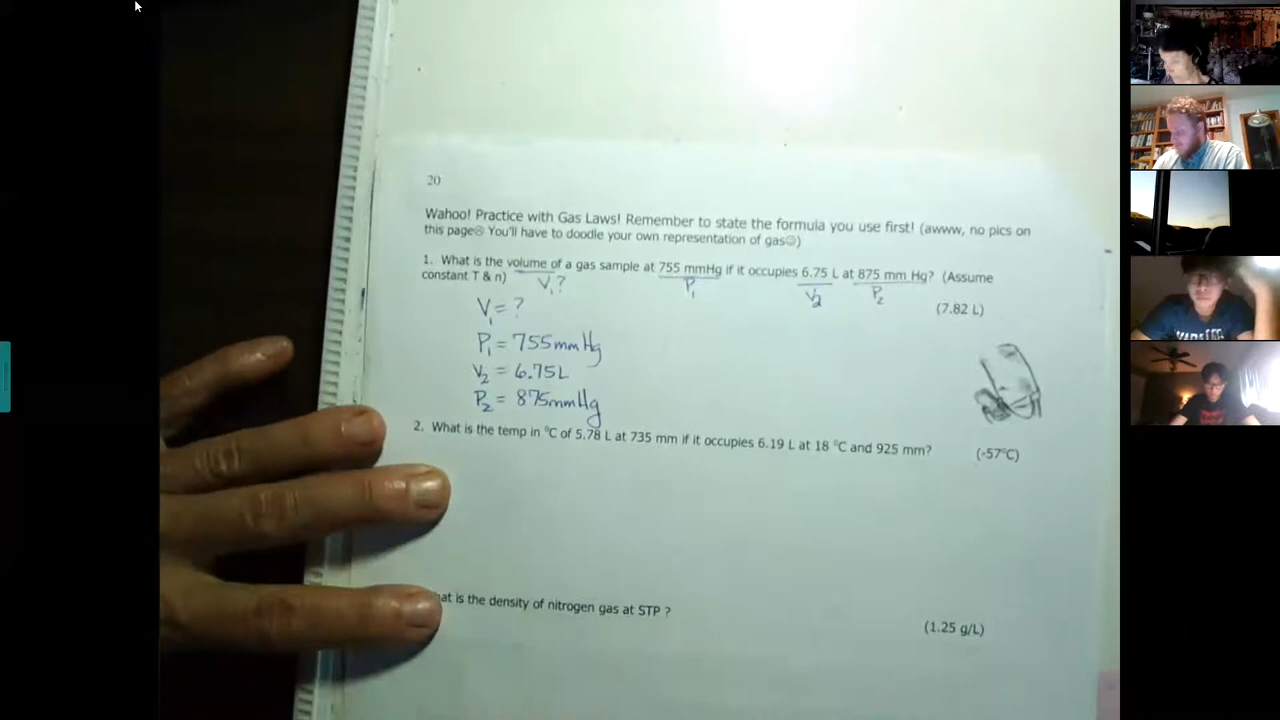 20
Wahoo! Practice with Gas Laws! Remember to state the formula you use first! (awww, no pics on
this page☹ You'll have to doodle your own representation of gas☺)
1. What is the volume of a gas sample at 755 mmHg if it occupies 6.75 L at 875 mm Hg? (Assume
constant T & n)
V₁? P₁ V₂ P₂
(7.82 L)
V₁ = ?
P₁ = 755mmHg
V₂ = 6.75L
P₂ = 875mmHg
2. What is the temp in °C of 5.78 L at 735 mm if it occupies 6.19 L at 18 °C and 925 mm? (-57°C)
is the density of nitrogen gas at STP ?
(1.25 g/L)